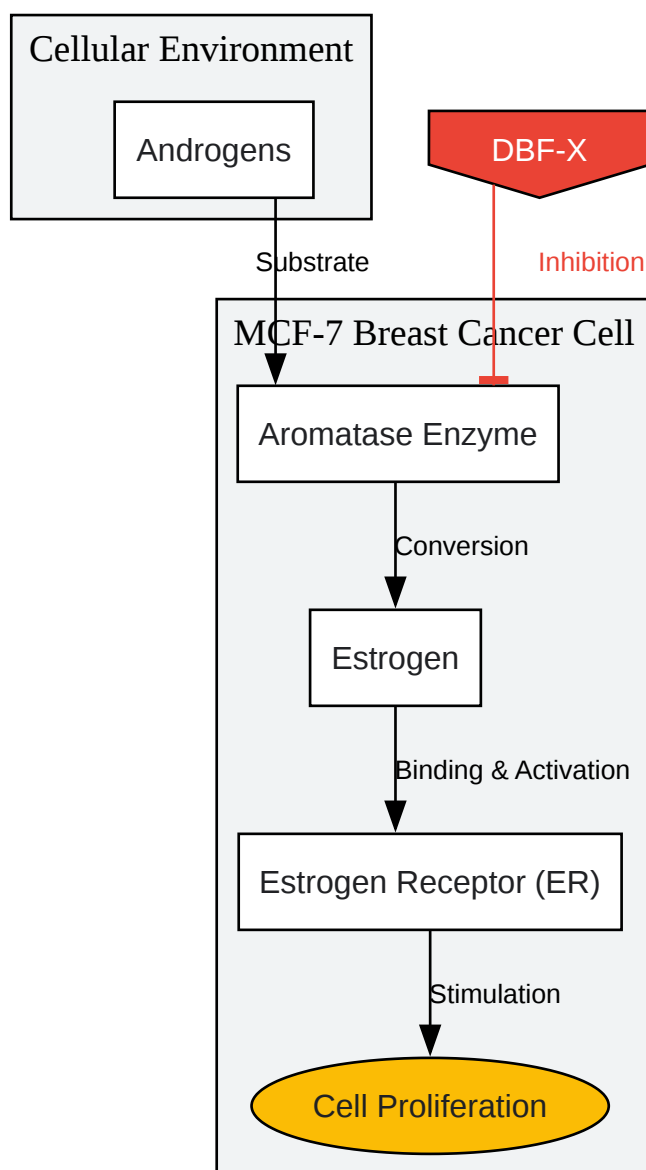 Cellular Environment
Androgens
DBF-X
Substrate
Inhibition
MCF-7 Breast Cancer Cell
Aromatase Enzyme
Conversion
Estrogen
Binding & Activation
Estrogen Receptor (ER)
Stimulation
Cell Proliferation